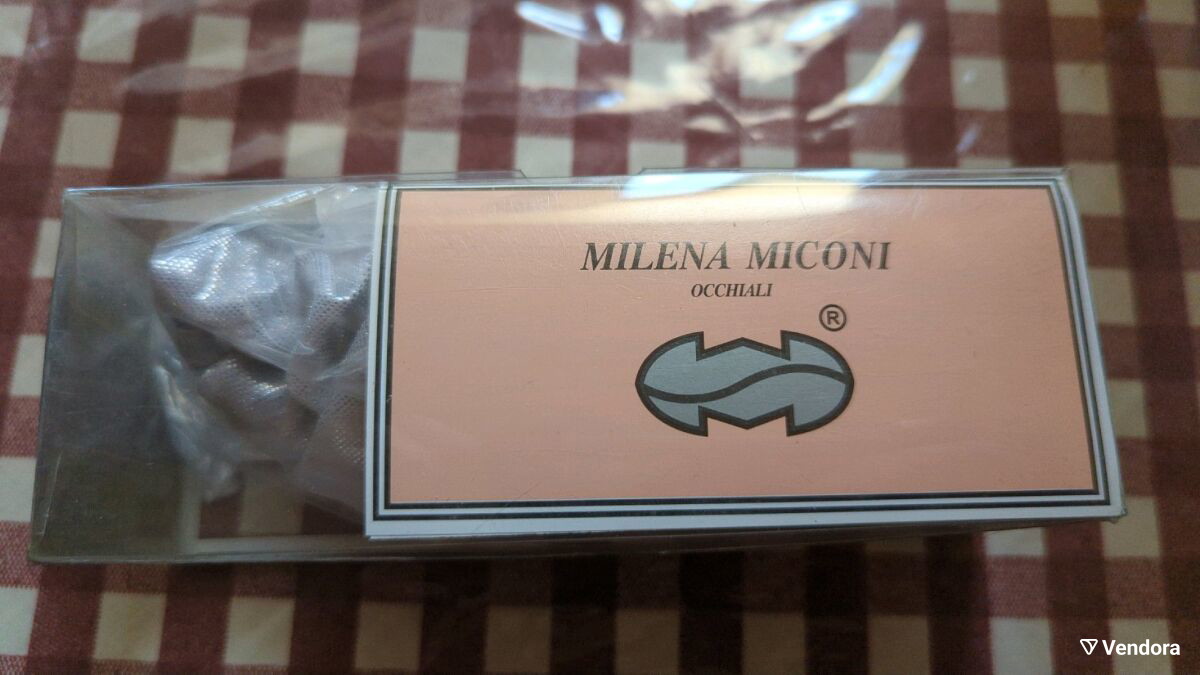 MILENA MICONI
OCCHIALI
®
Vendora